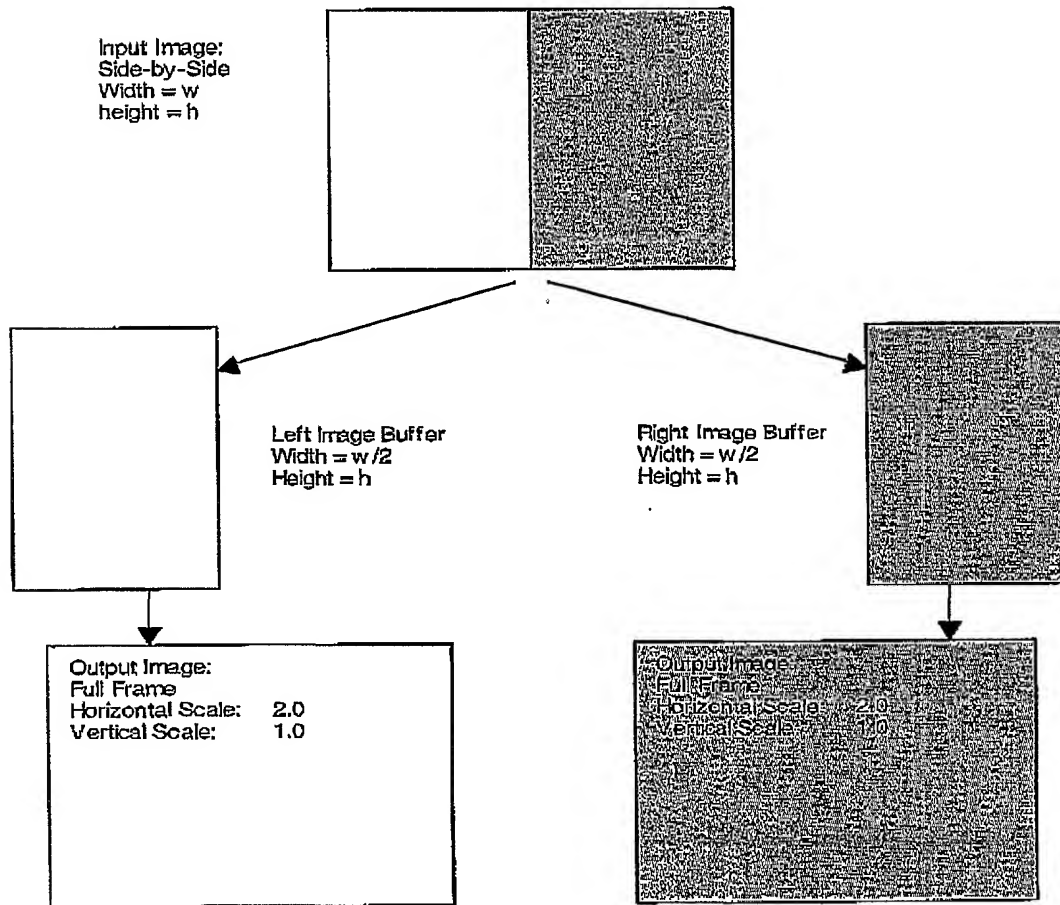 Input Image:
Side-by-Side
Width = w
height = h
Left Image Buffer
Width = w/2
Height = h
Right Image Buffer
Width = w/2
Height = h
Output Image:
Full Frame
Horizontal Scale: 2.0
Vertical Scale: 1.0
Output Image:
Full Frame
Horizontal Scale: 2.0
Vertical Scale: 1.0